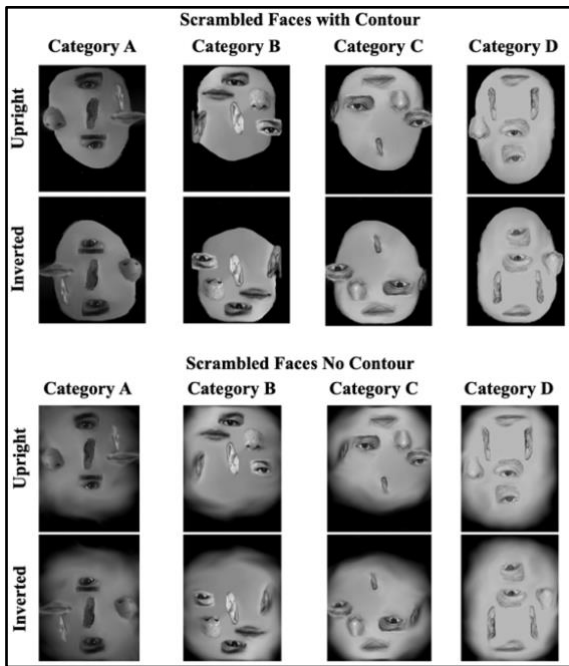 Scrambled Faces with Contour
Category A Category B Category C Category D
Upright
Inverted
Scrambled Faces No Contour
Category A Category B Category C Category D
Upright
Inverted